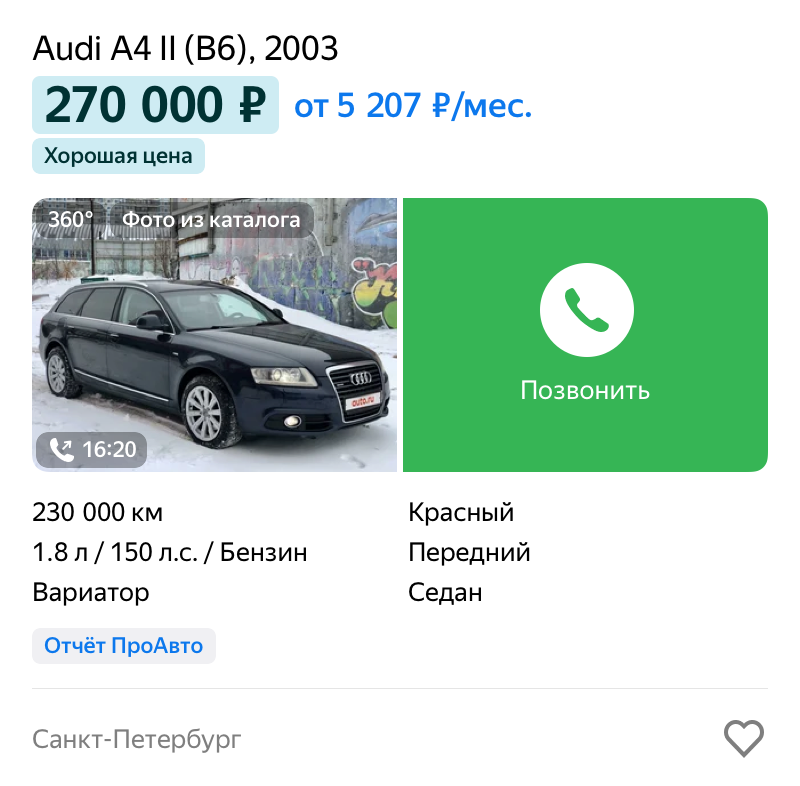 Audi A4 II (B6), 2003
270 000 ₽ от 5 207 ₽/мес.
Хорошая цена
360° Фото из каталога
auto.ru
16:20
Позвонить
230 000 км
Красный
1.8 л / 150 л.с. / Бензин
Передний
Вариатор
Седан
Отчёт ПроАвто
Санкт-Петербург